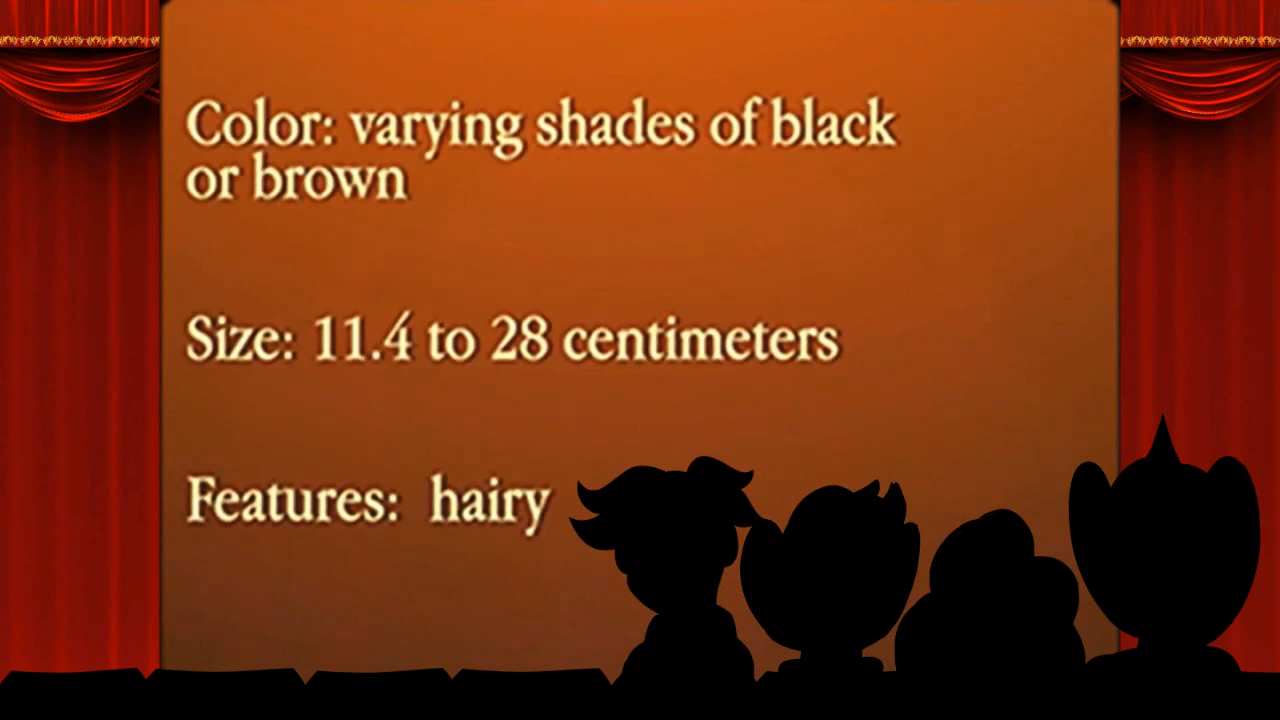 Color: varying shades of black
or brown
Size: 11.4 to 28 centimeters
Features: hairy